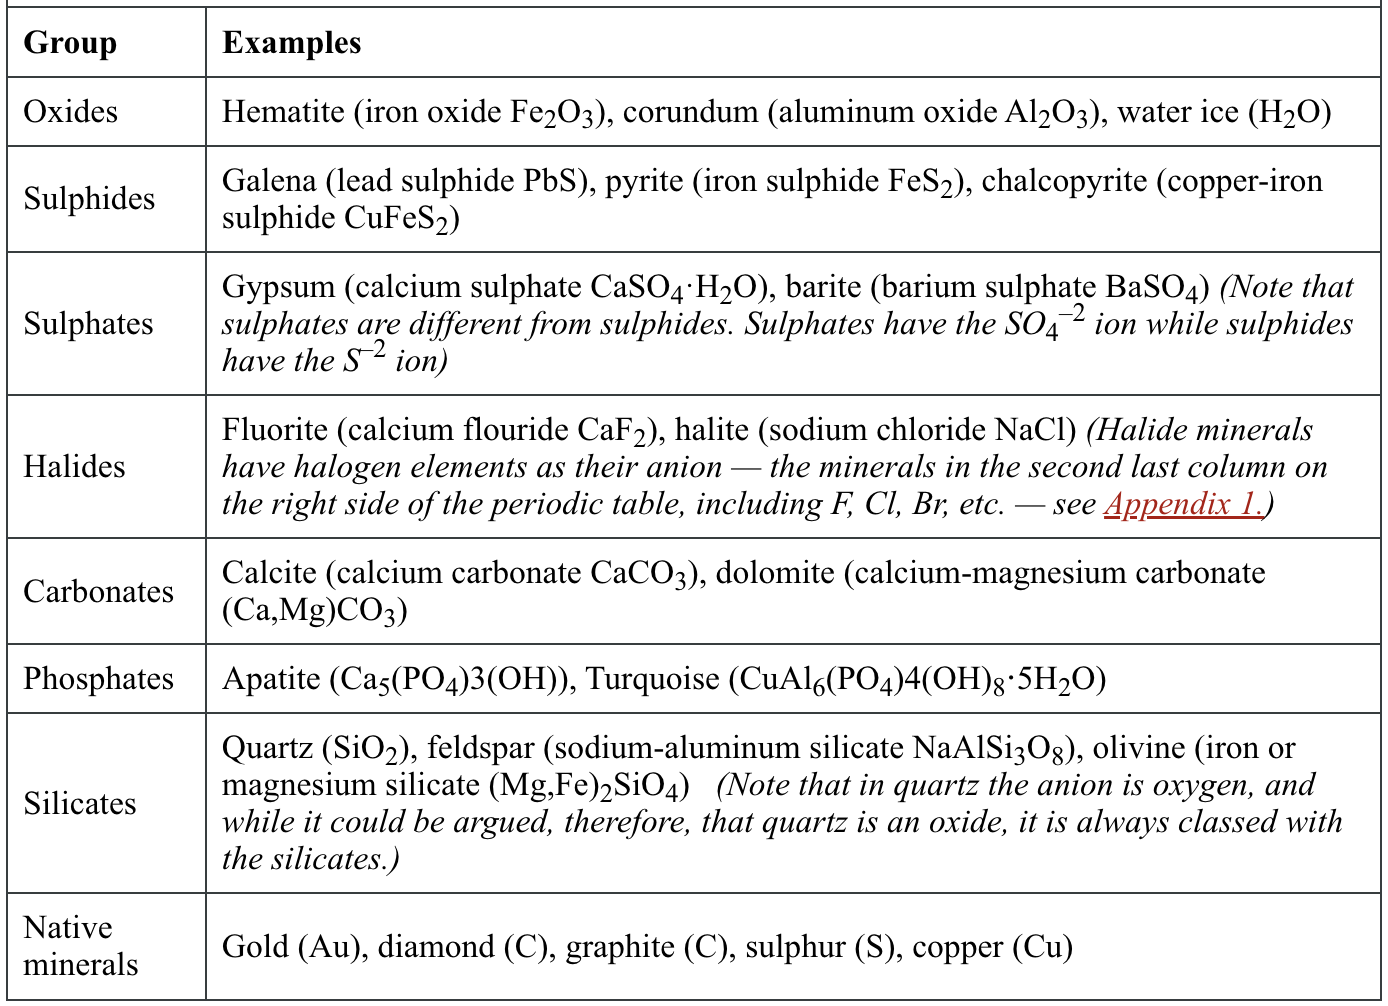 Group
Examples
Oxides
Hematite (iron oxide Fe₂O₃), corundum (aluminum oxide Al₂O₃), water ice (H₂O)
Sulphides
Galena (lead sulphide PbS), pyrite (iron sulphide FeS₂), chalcopyrite (copper-iron
sulphide CuFeS₂)
Sulphates
Gypsum (calcium sulphate CaSO₄·H₂O), barite (barium sulphate BaSO₄) (Note that
sulphates are different from sulphides. Sulphates have the SO₄⁻² ion while sulphides
have the S⁻² ion)
Halides
Fluorite (calcium flouride CaF₂), halite (sodium chloride NaCl) (Halide minerals
have halogen elements as their anion — the minerals in the second last column on
the right side of the periodic table, including F, Cl, Br, etc. — see Appendix 1.)
Carbonates
Calcite (calcium carbonate CaCO₃), dolomite (calcium-magnesium carbonate
(Ca,Mg)CO₃)
Phosphates
Apatite (Ca₅(PO₄)3(OH)), Turquoise (CuAl₆(PO₄)4(OH)₈·5H₂O)
Silicates
Quartz (SiO₂), feldspar (sodium-aluminum silicate NaAlSi₃O₈), olivine (iron or
magnesium silicate (Mg,Fe)₂SiO₄) (Note that in quartz the anion is oxygen, and
while it could be argued, therefore, that quartz is an oxide, it is always classed with
the silicates.)
Native
minerals
Gold (Au), diamond (C), graphite (C), sulphur (S), copper (Cu)